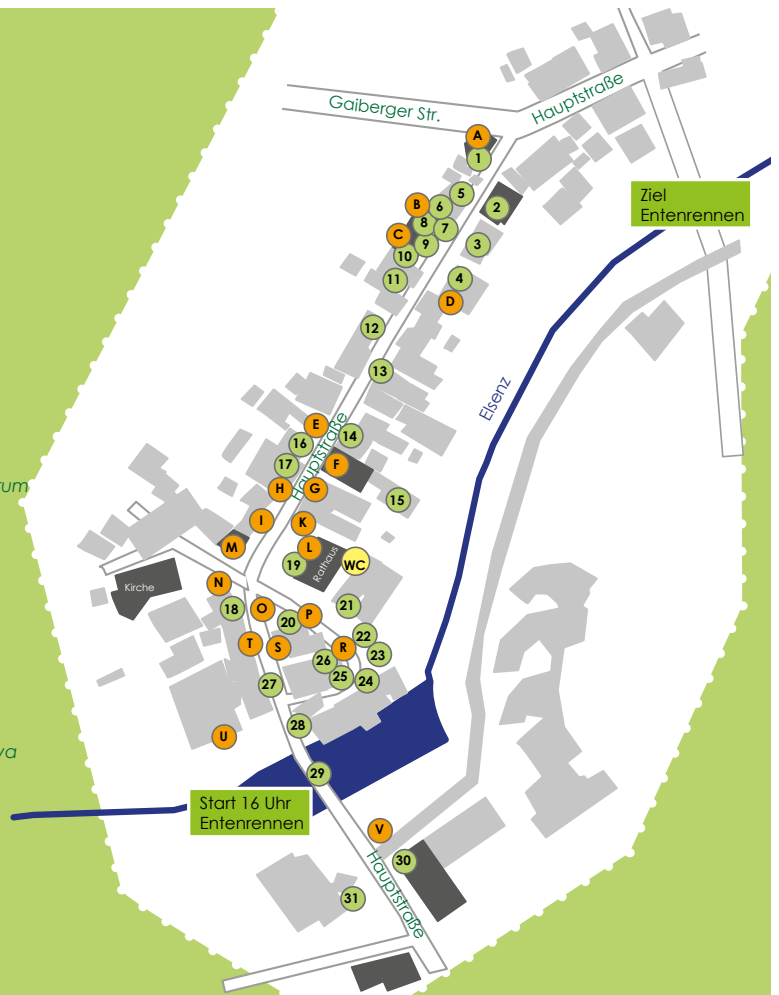 Gaiberger Str.
Hauptstraße
A
1
Ziel
Entenrennen
5
B
6
2
8
7
C
9
3
10
11
4
D
12
13
Elsenz
E
Hauptstraße
14
16
17
F
H
G
15
rum
I
K
M
L
19
Rathaus
WC
Kirche
N
18
O
20
P
21
22
T
S
R
23
26
25
24
27
28
U
va
29
Start 16 Uhr
Entenrennen
V
30
Hauptstraße
31